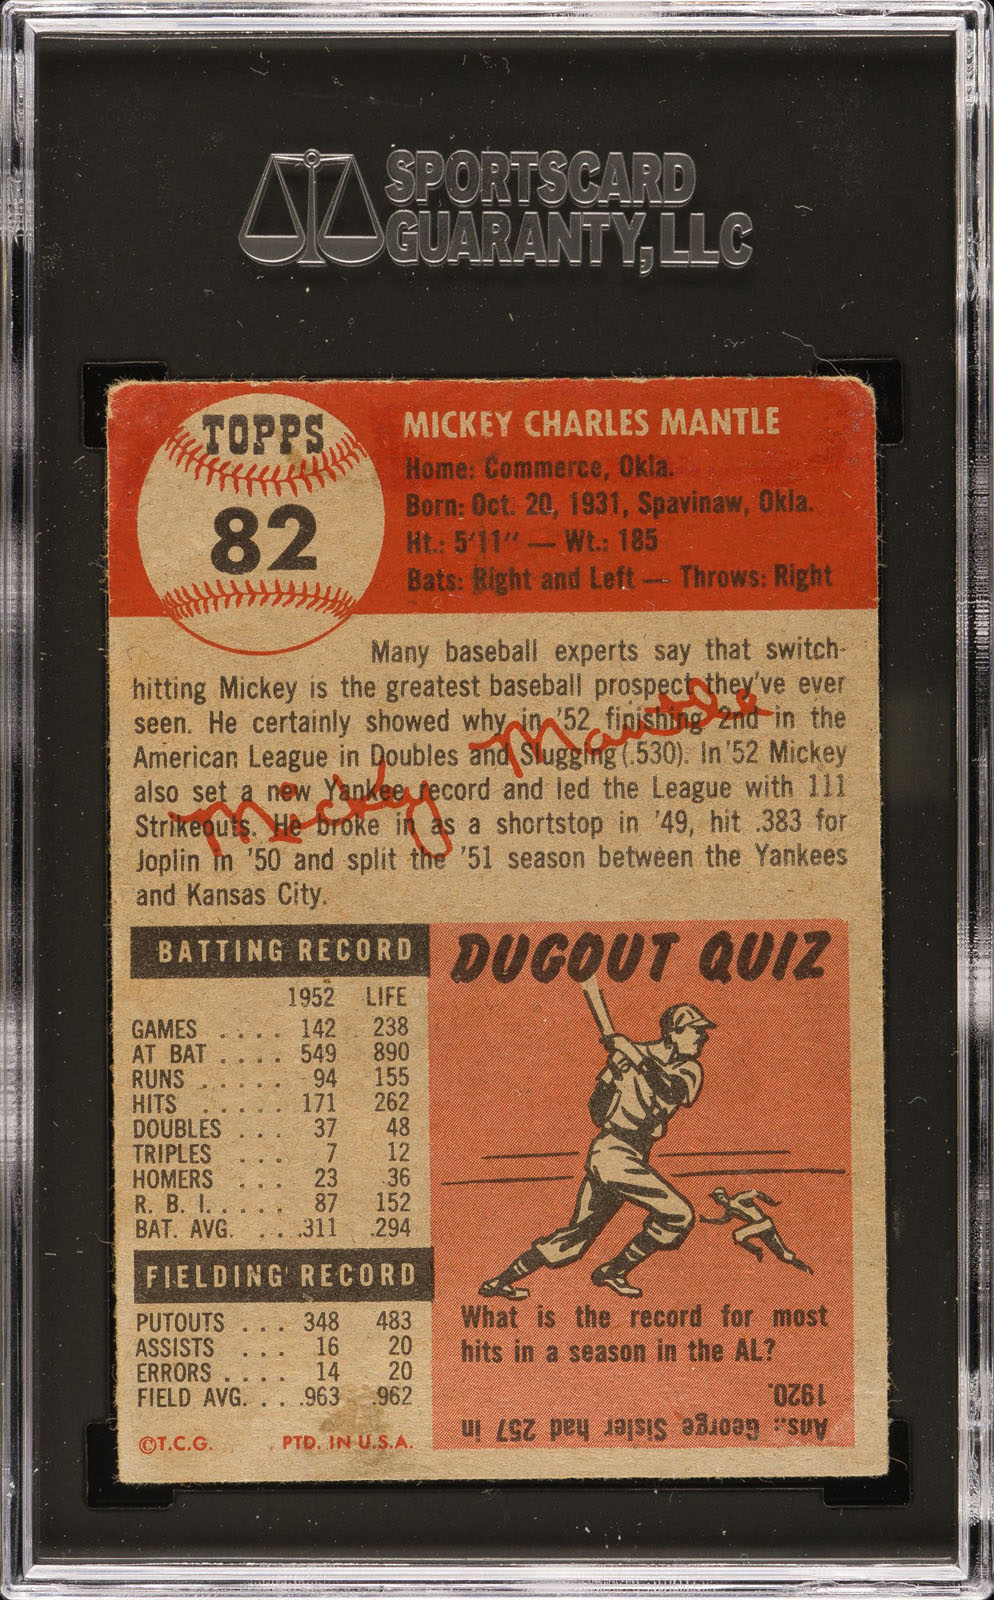 SPORTSCARD
GUARANTY, LLC
TOPPS
82
MICKEY CHARLES MANTLE
Home: Commerce, Okla.
Born: Oct. 20, 1931, Spavinaw, Okla.
Ht.: 5'11" — Wt.: 185
Bats: Right and Left — Throws: Right
Many baseball experts say that switch-
hitting Mickey is the greatest baseball prospect they've ever
seen. He certainly showed why in '52 finishing 2nd in the
American League in Doubles and Slugging (.530). In '52 Mickey
also set a new Yankee record and led the League with 111
Strikeouts. He broke in as a shortstop in '49, hit .383 for
Joplin in '50 and split the '51 season between the Yankees
and Kansas City.
Micky Mantle
BATTING RECORD
1952 LIFE
GAMES .... 142 238
AT BAT .... 549 890
RUNS ..... 94 155
HITS ..... 171 262
DOUBLES ... 37 48
TRIPLES ... 7 12
HOMERS ... 23 36
R. B. I. .... 87 152
BAT. AVG. ... .311 .294
FIELDING RECORD
PUTOUTS ... 348 483
ASSISTS ... 16 20
ERRORS .... 14 20
FIELD AVG. ... .963 .962
©T.C.G. PTD. IN U.S.A.
DUGOUT QUIZ
What is the record for most
hits in a season in the AL?
Ans.: George Sisler had 257 in
1920.